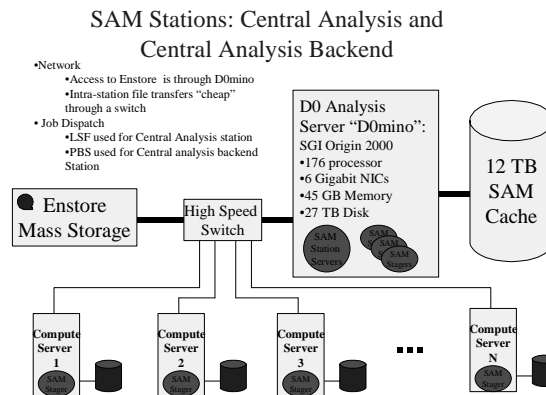 SAM Stations: Central Analysis and
Central Analysis Backend
•Network
•Access to Enstore is through D0mino
•Intra-station file transfers “cheap”
through a switch
• Job Dispatch
•LSF used for Central Analysis station
•PBS used for Central analysis backend
Station
Enstore
Mass Storage
High Speed
Switch
D0 Analysis
Server “D0mino”:
SGI Origin 2000
•176 processor
•6 Gigabit NICs
•45 GB Memory
•27 TB Disk
SAM
Station
Servers
SAM
SAM
SAM
Stagers
12 TB
SAM
Cache
Compute
Server
1
SAM
Stager
Compute
Server
2
SAM
Stager
Compute
Server
3
SAM
Stager
Compute
Server
N
SAM
Stager